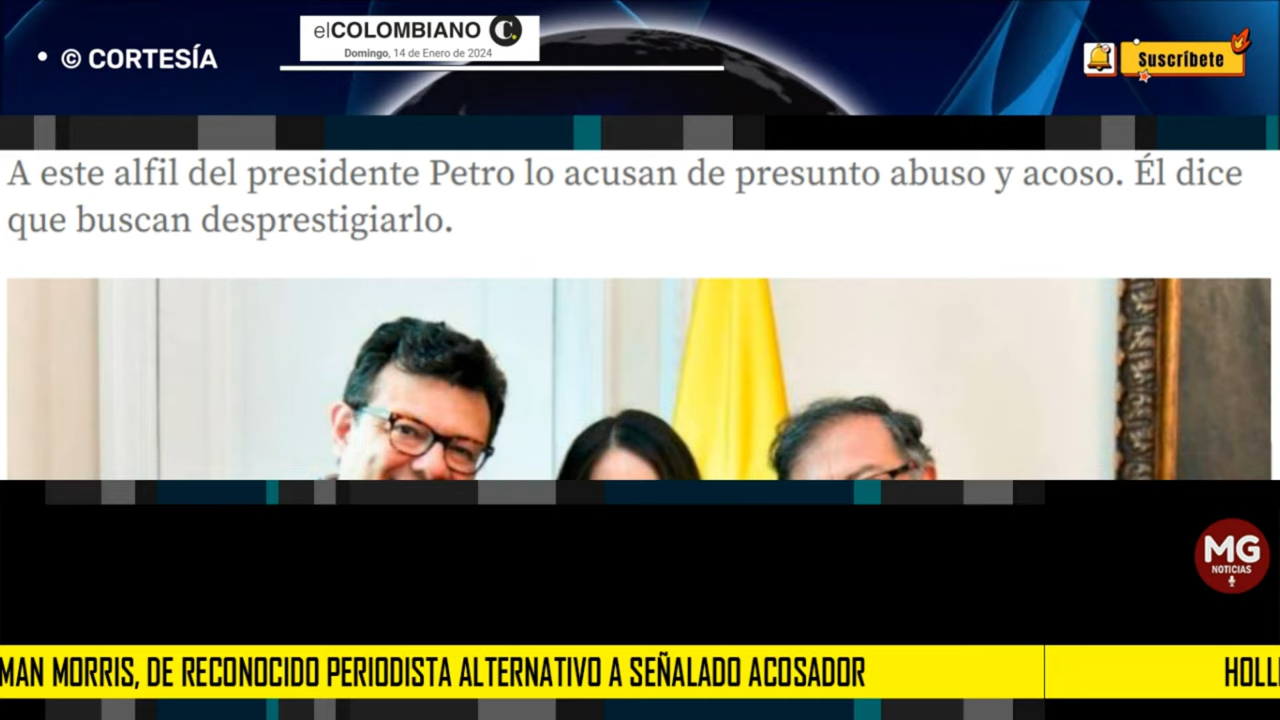 • © CORTESÍA
elCOLOMBIANO C.
Domingo, 14 de Enero de 2024
Suscríbete
A este alfil del presidente Petro lo acusan de presunto abuso y acoso. Él dice
que buscan desprestigiarlo.
MG
NOTICIAS
MAN MORRIS, DE RECONOCIDO PERIODISTA ALTERNATIVO A SEÑALADO ACOSADOR
HOLL